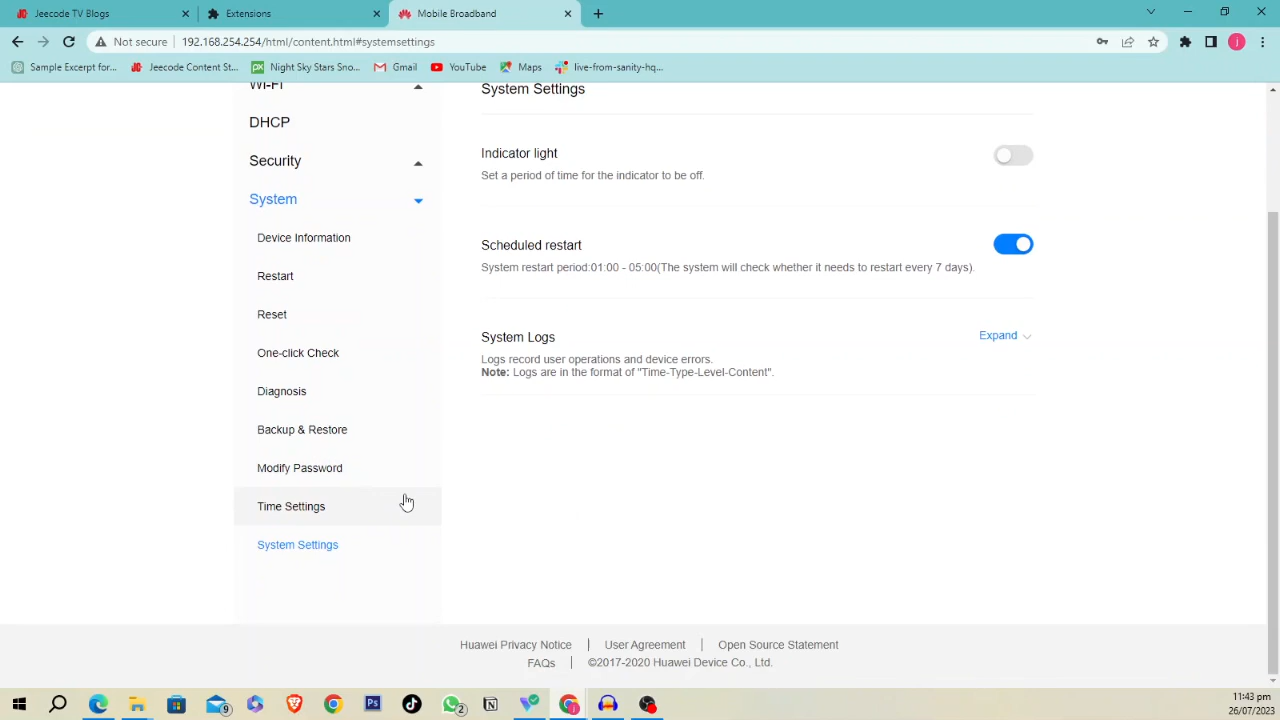 Jeecode TV Blogs
Extensions
Mobile Broadband
Not secure
192.168.254.254/html/content.html#systemsettings
j
Sample Excerpt for...
Jeecode Content St...
Night Sky Stars Sno...
Gmail
YouTube
Maps
live-from-sanity-hq...
Wi-Fi
DHCP
Security
System
Device Information
Restart
Reset
One-click Check
Diagnosis
Backup & Restore
Modify Password
Time Settings
System Settings
System Settings
Indicator light
Set a period of time for the indicator to be off.
Scheduled restart
System restart period:01:00 - 05:00(The system will check whether it needs to restart every 7 days).
System Logs
Expand
Logs record user operations and device errors.
Note: Logs are in the format of "Time-Type-Level-Content".
Huawei Privacy Notice | User Agreement | Open Source Statement
FAQs | ©2017-2020 Huawei Device Co., Ltd.
9
Ps
2
11:43 pm
26/07/2023